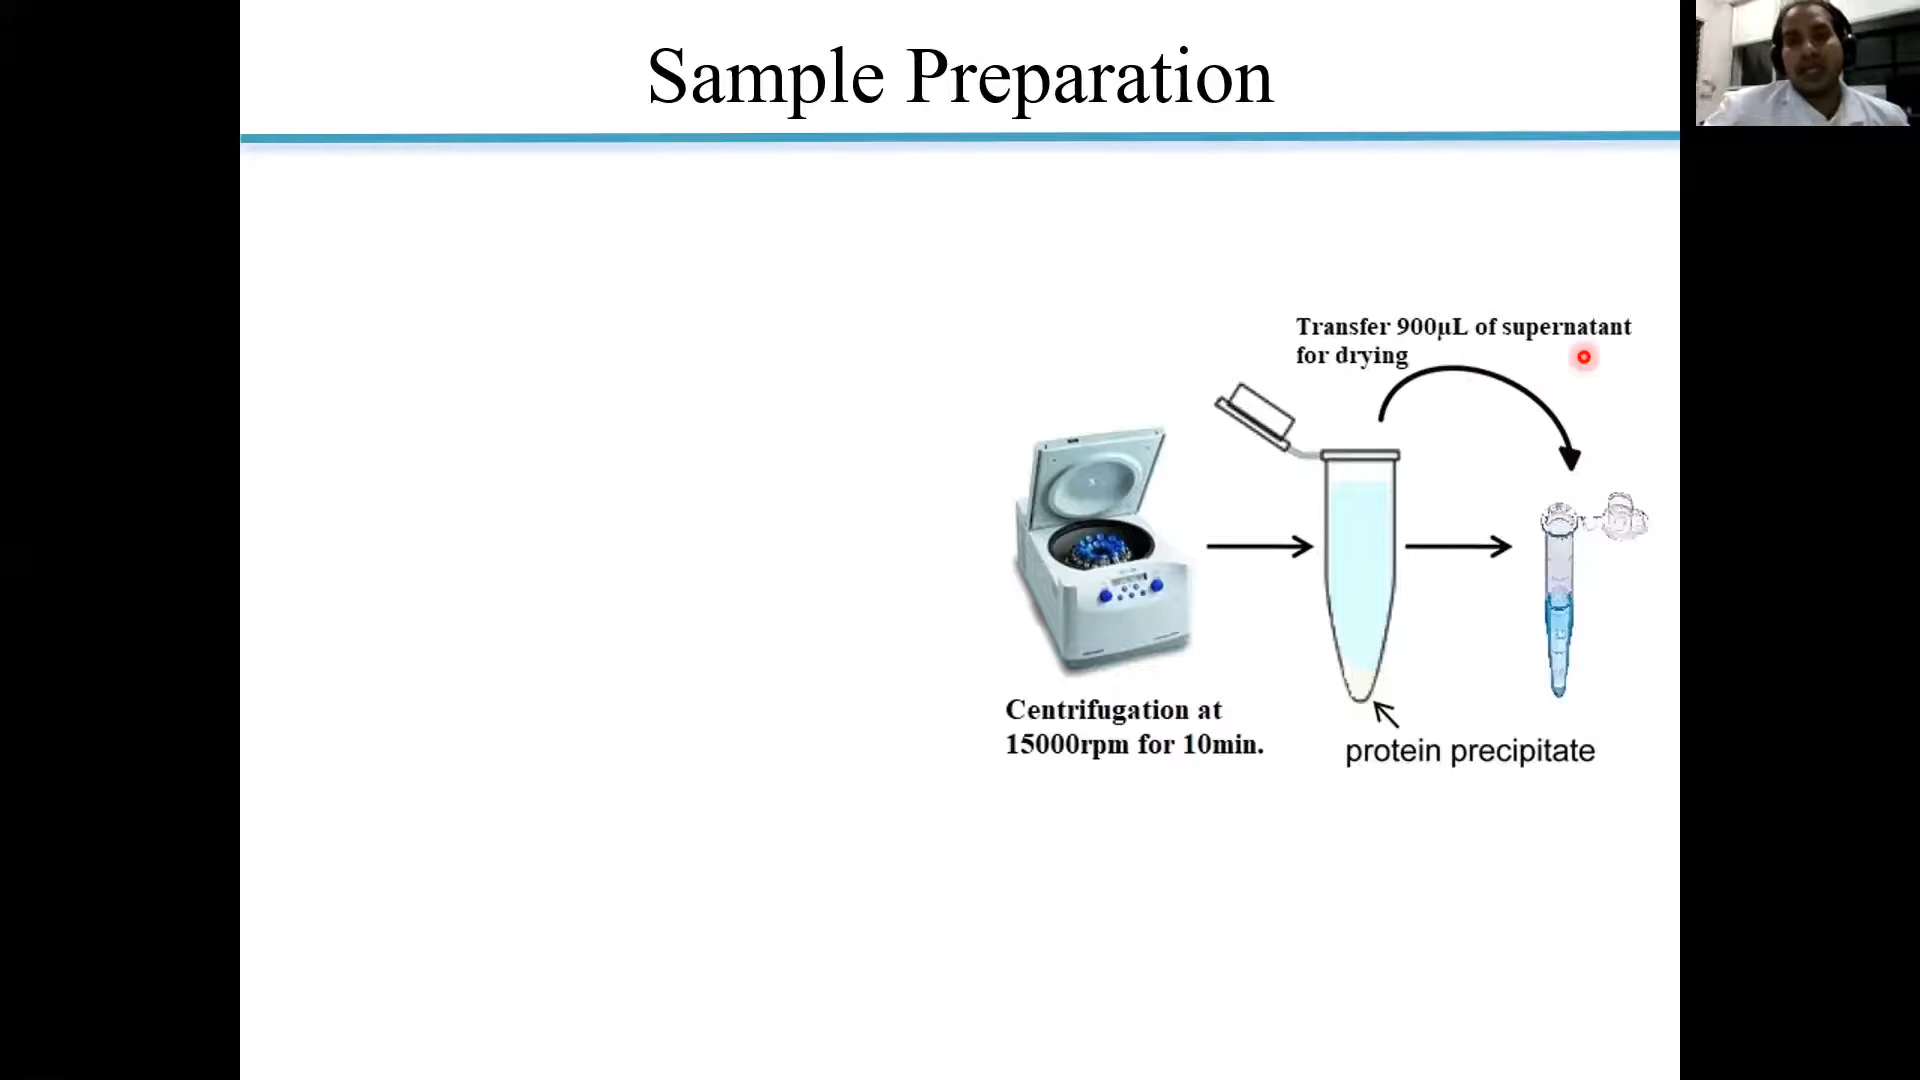 Sample Preparation
Transfer 900μL of supernatant
for drying
Centrifugation at
15000rpm for 10min.
protein precipitate